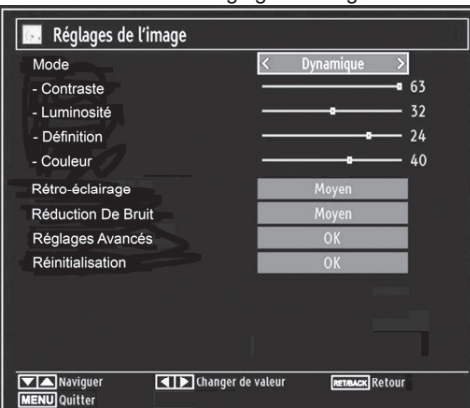 Réglages de l'image
Mode < Dynamique >
- Contraste 63
- Luminosité 32
- Définition 24
- Couleur 40
Rétro-éclairage Moyen
Réduction De Bruit Moyen
Réglages Avancés OK
Réinitialisation OK
Naviguer Changer de valeur RET/BACK Retour
MENU Quitter